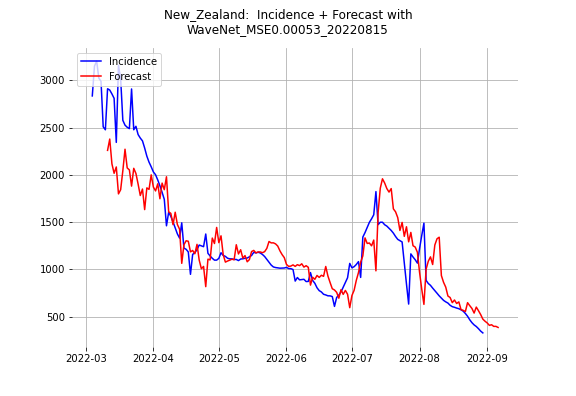 New_Zealand: Incidence + Forecast with
WaveNet_MSE0.00053_20220815
Incidence
Forecast
3000
2500
2000
1500
1000
500
2022-03 2022-04 2022-05 2022-06 2022-07 2022-08 2022-09